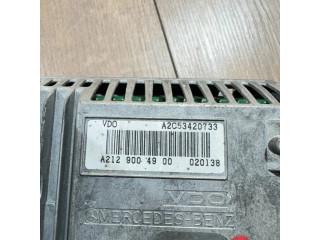 VDO A2C53420733
A212 900 49 00 020138
VDO
MERCEDES-BENZ